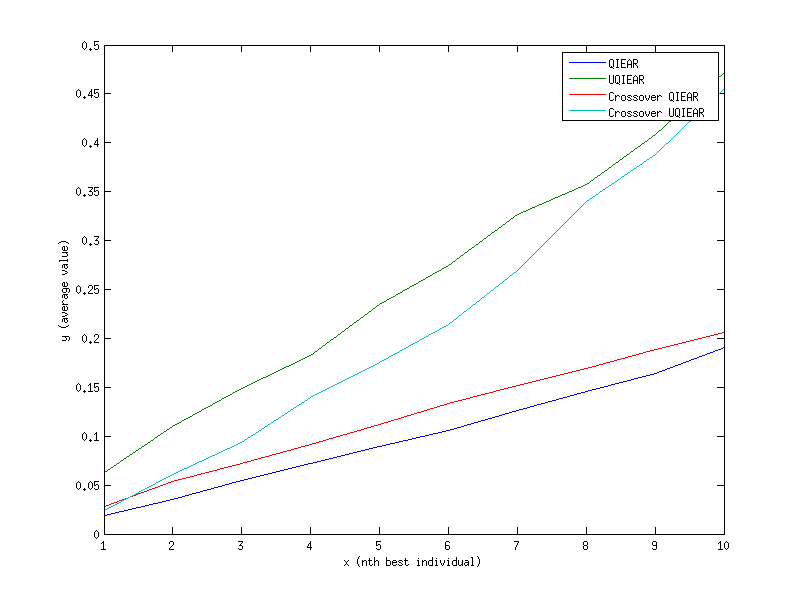 0.5
0.45
0.4
0.35
0.3
0.25
0.2
0.15
0.1
0.05
0
y (average value)
QIEAR
UQIEAR
Crossover QIEAR
Crossover UQIEAR
1 2 3 4 5 6 7 8 9 10
x (nth best individual)